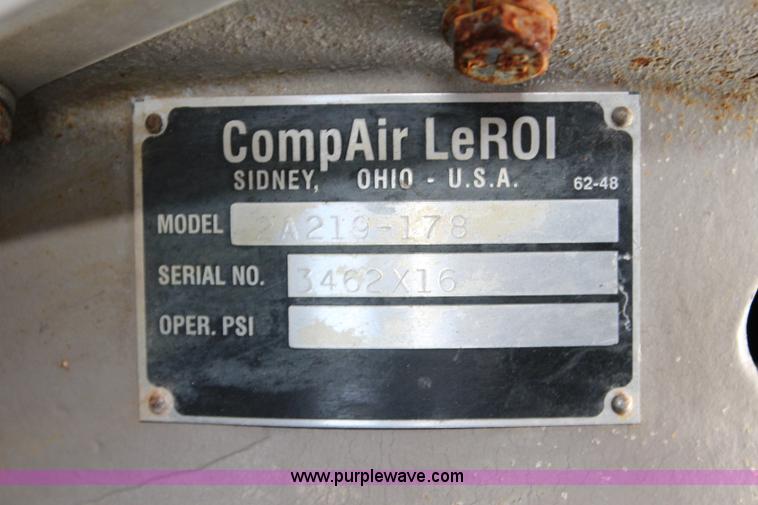 CompAir LeROI
SIDNEY, OHIO - U.S.A. 62-48
MODEL 2A219-178
SERIAL NO. 3462X16
OPER. PSI
www.purplewave.com